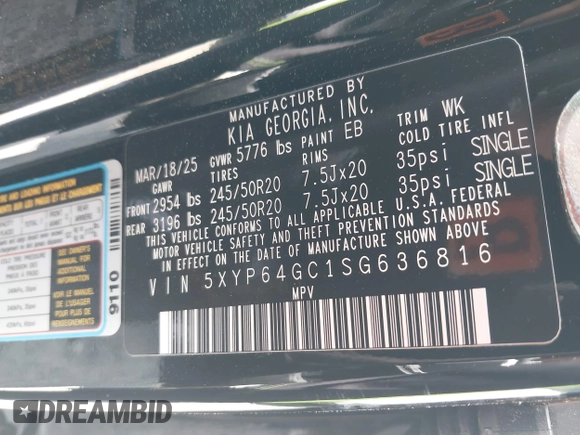 MANUFACTURED BY
KIA GEORGIA, INC.
MAR/18/25 GVWR 5776 lbs PAINT EB TRIM WK
GAWR TIRES RIMS COLD TIRE INFL
FRONT 2954 lbs 245/50R20 7.5Jx20 35psi SINGLE
REAR 3196 lbs 245/50R20 7.5Jx20 35psi SINGLE
THIS VEHICLE CONFORMS TO ALL APPLICABLE U.S.A. FEDERAL
MOTOR VEHICLE SAFETY AND THEFT PREVENTION STANDARDS
IN EFFECT ON THE DATE OF MANUFACTURE SHOWN ABOVE.
VIN 5XYP64GC1SG636816
MPV
9110
DREAMBID